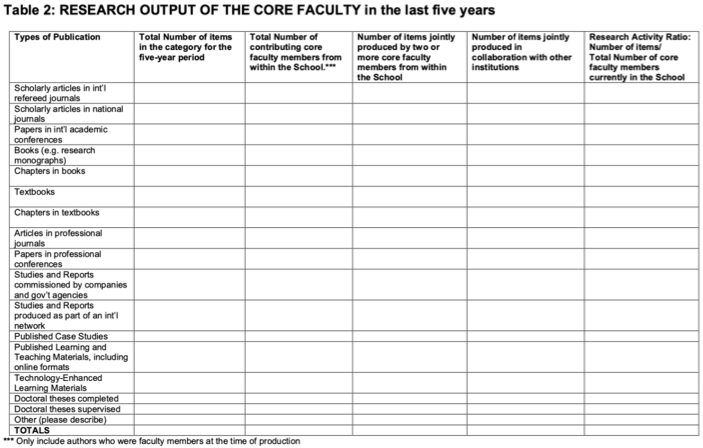 Table 2: RESEARCH OUTPUT OF THE CORE FACULTY in the last five years
Types of Publication
Total Number of items
in the category for the
five-year period
Total Number of
contributing core
faculty members from
within the School.***
Number of items jointly
produced by two or
more core faculty
members from within
the School
Number of items jointly
produced in
collaboration with other
institutions
Research Activity Ratio:
Number of items/
Total Number of core
faculty members
currently in the School
Scholarly articles in int'l
refereed journals
Scholarly articles in national
journals
Papers in int'l academic
conferences
Books (e.g. research
monographs)
Chapters in books
Textbooks
Chapters in textbooks
Articles in professional
journals
Papers in professional
conferences
Studies and Reports
commissioned by companies
and gov't agencies
Studies and Reports
produced as part of an int'l
network
Published Case Studies
Published Learning and
Teaching Materials, including
online formats
Technology-Enhanced
Learning Materials
Doctoral theses completed
Doctoral theses supervised
Other (please describe)
TOTALS
*** Only include authors who were faculty members at the time of production